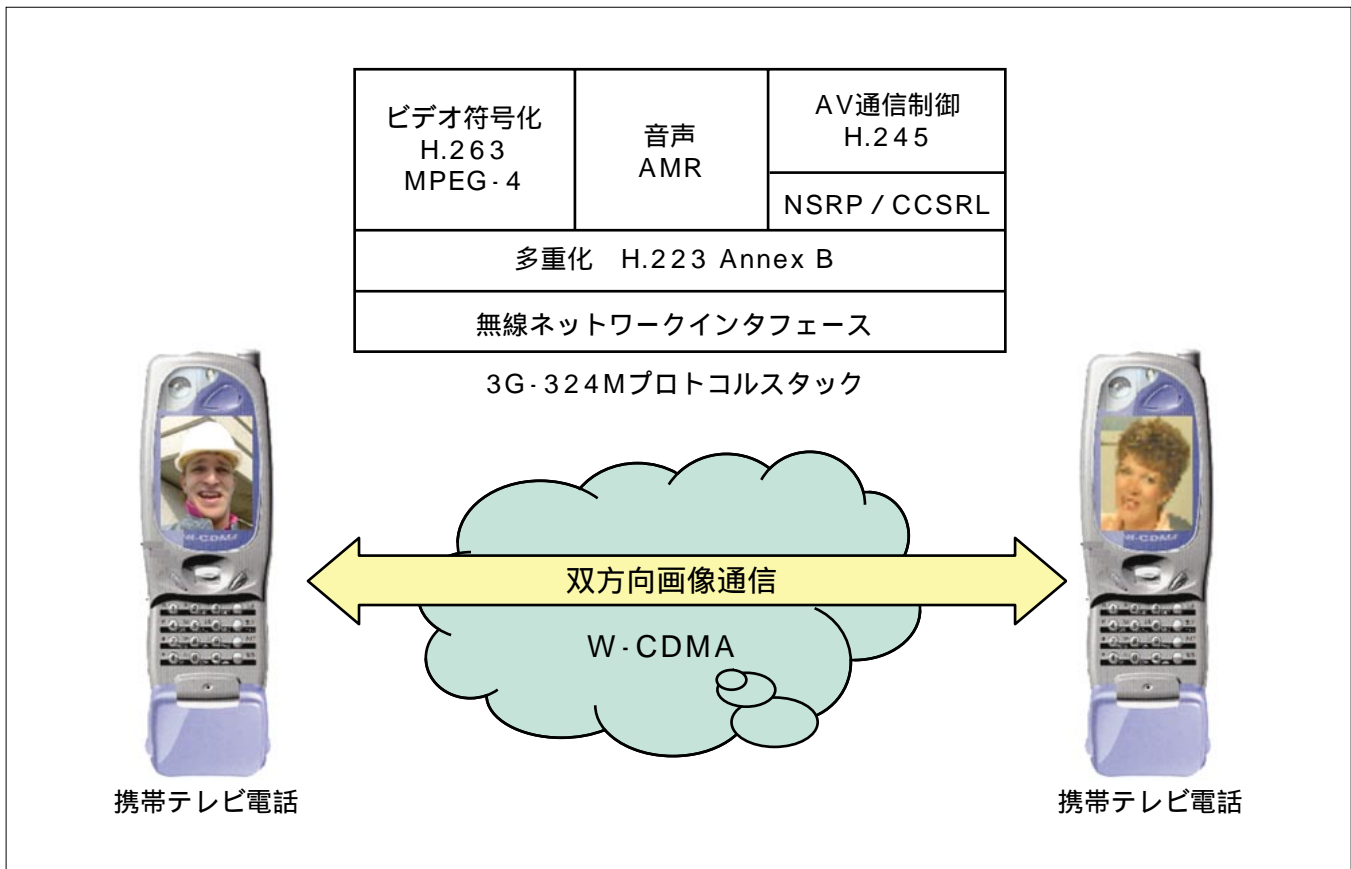 ビデオ符号化
H.263
MPEG-4
音声
AMR
AV通信制御
H.245
NSRP/CCSRL
多重化　H.223 Annex B
無線ネットワークインタフェース
3G-324Mプロトコルスタック
双方向画像通信
W-CDMA
W-CDMA
W-CDMA
携帯テレビ電話
携帯テレビ電話